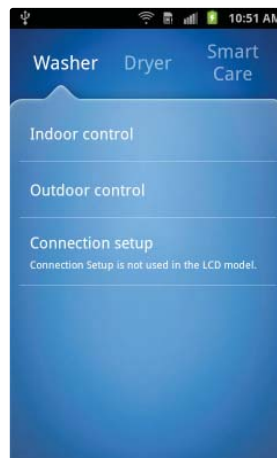 10:51 AM
Washer
Dryer
Smart
Care
Indoor control
Outdoor control
Connection setup
Connection Setup is not used in the LCD model.